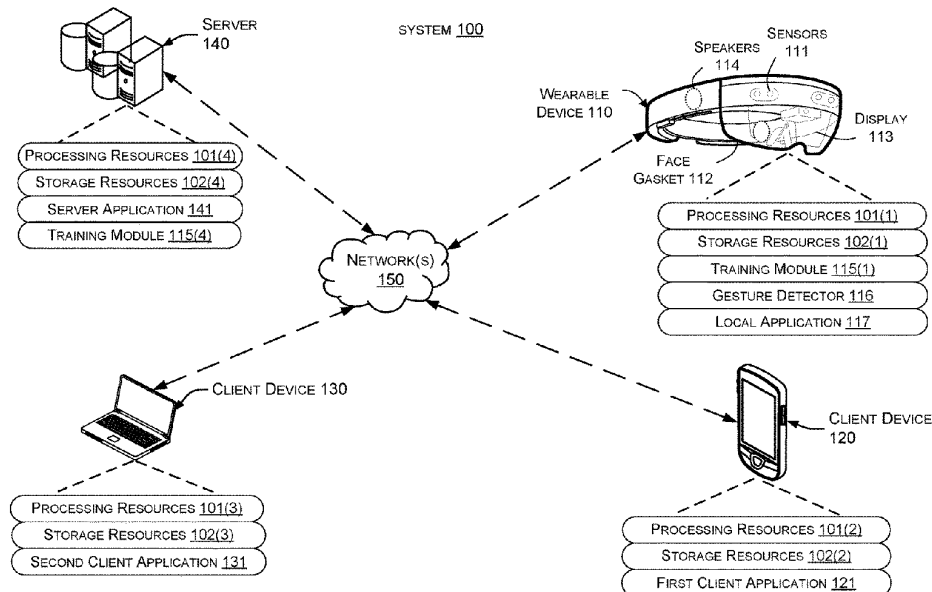 SERVER
140
SYSTEM 100
SENSORS
111
SPEAKERS
114
WEARABLE
DEVICE 110
DISPLAY
113
FACE
GASKET 112
PROCESSING RESOURCES 101(4)
STORAGE RESOURCES 102(4)
SERVER APPLICATION 141
TRAINING MODULE 115(4)
PROCESSING RESOURCES 101(1)
STORAGE RESOURCES 102(1)
TRAINING MODULE 115(1)
GESTURE DETECTOR 116
LOCAL APPLICATION 117
NETWORK(S)
150
CLIENT DEVICE 130
CLIENT DEVICE
120
PROCESSING RESOURCES 101(3)
STORAGE RESOURCES 102(3)
SECOND CLIENT APPLICATION 131
PROCESSING RESOURCES 101(2)
STORAGE RESOURCES 102(2)
FIRST CLIENT APPLICATION 121